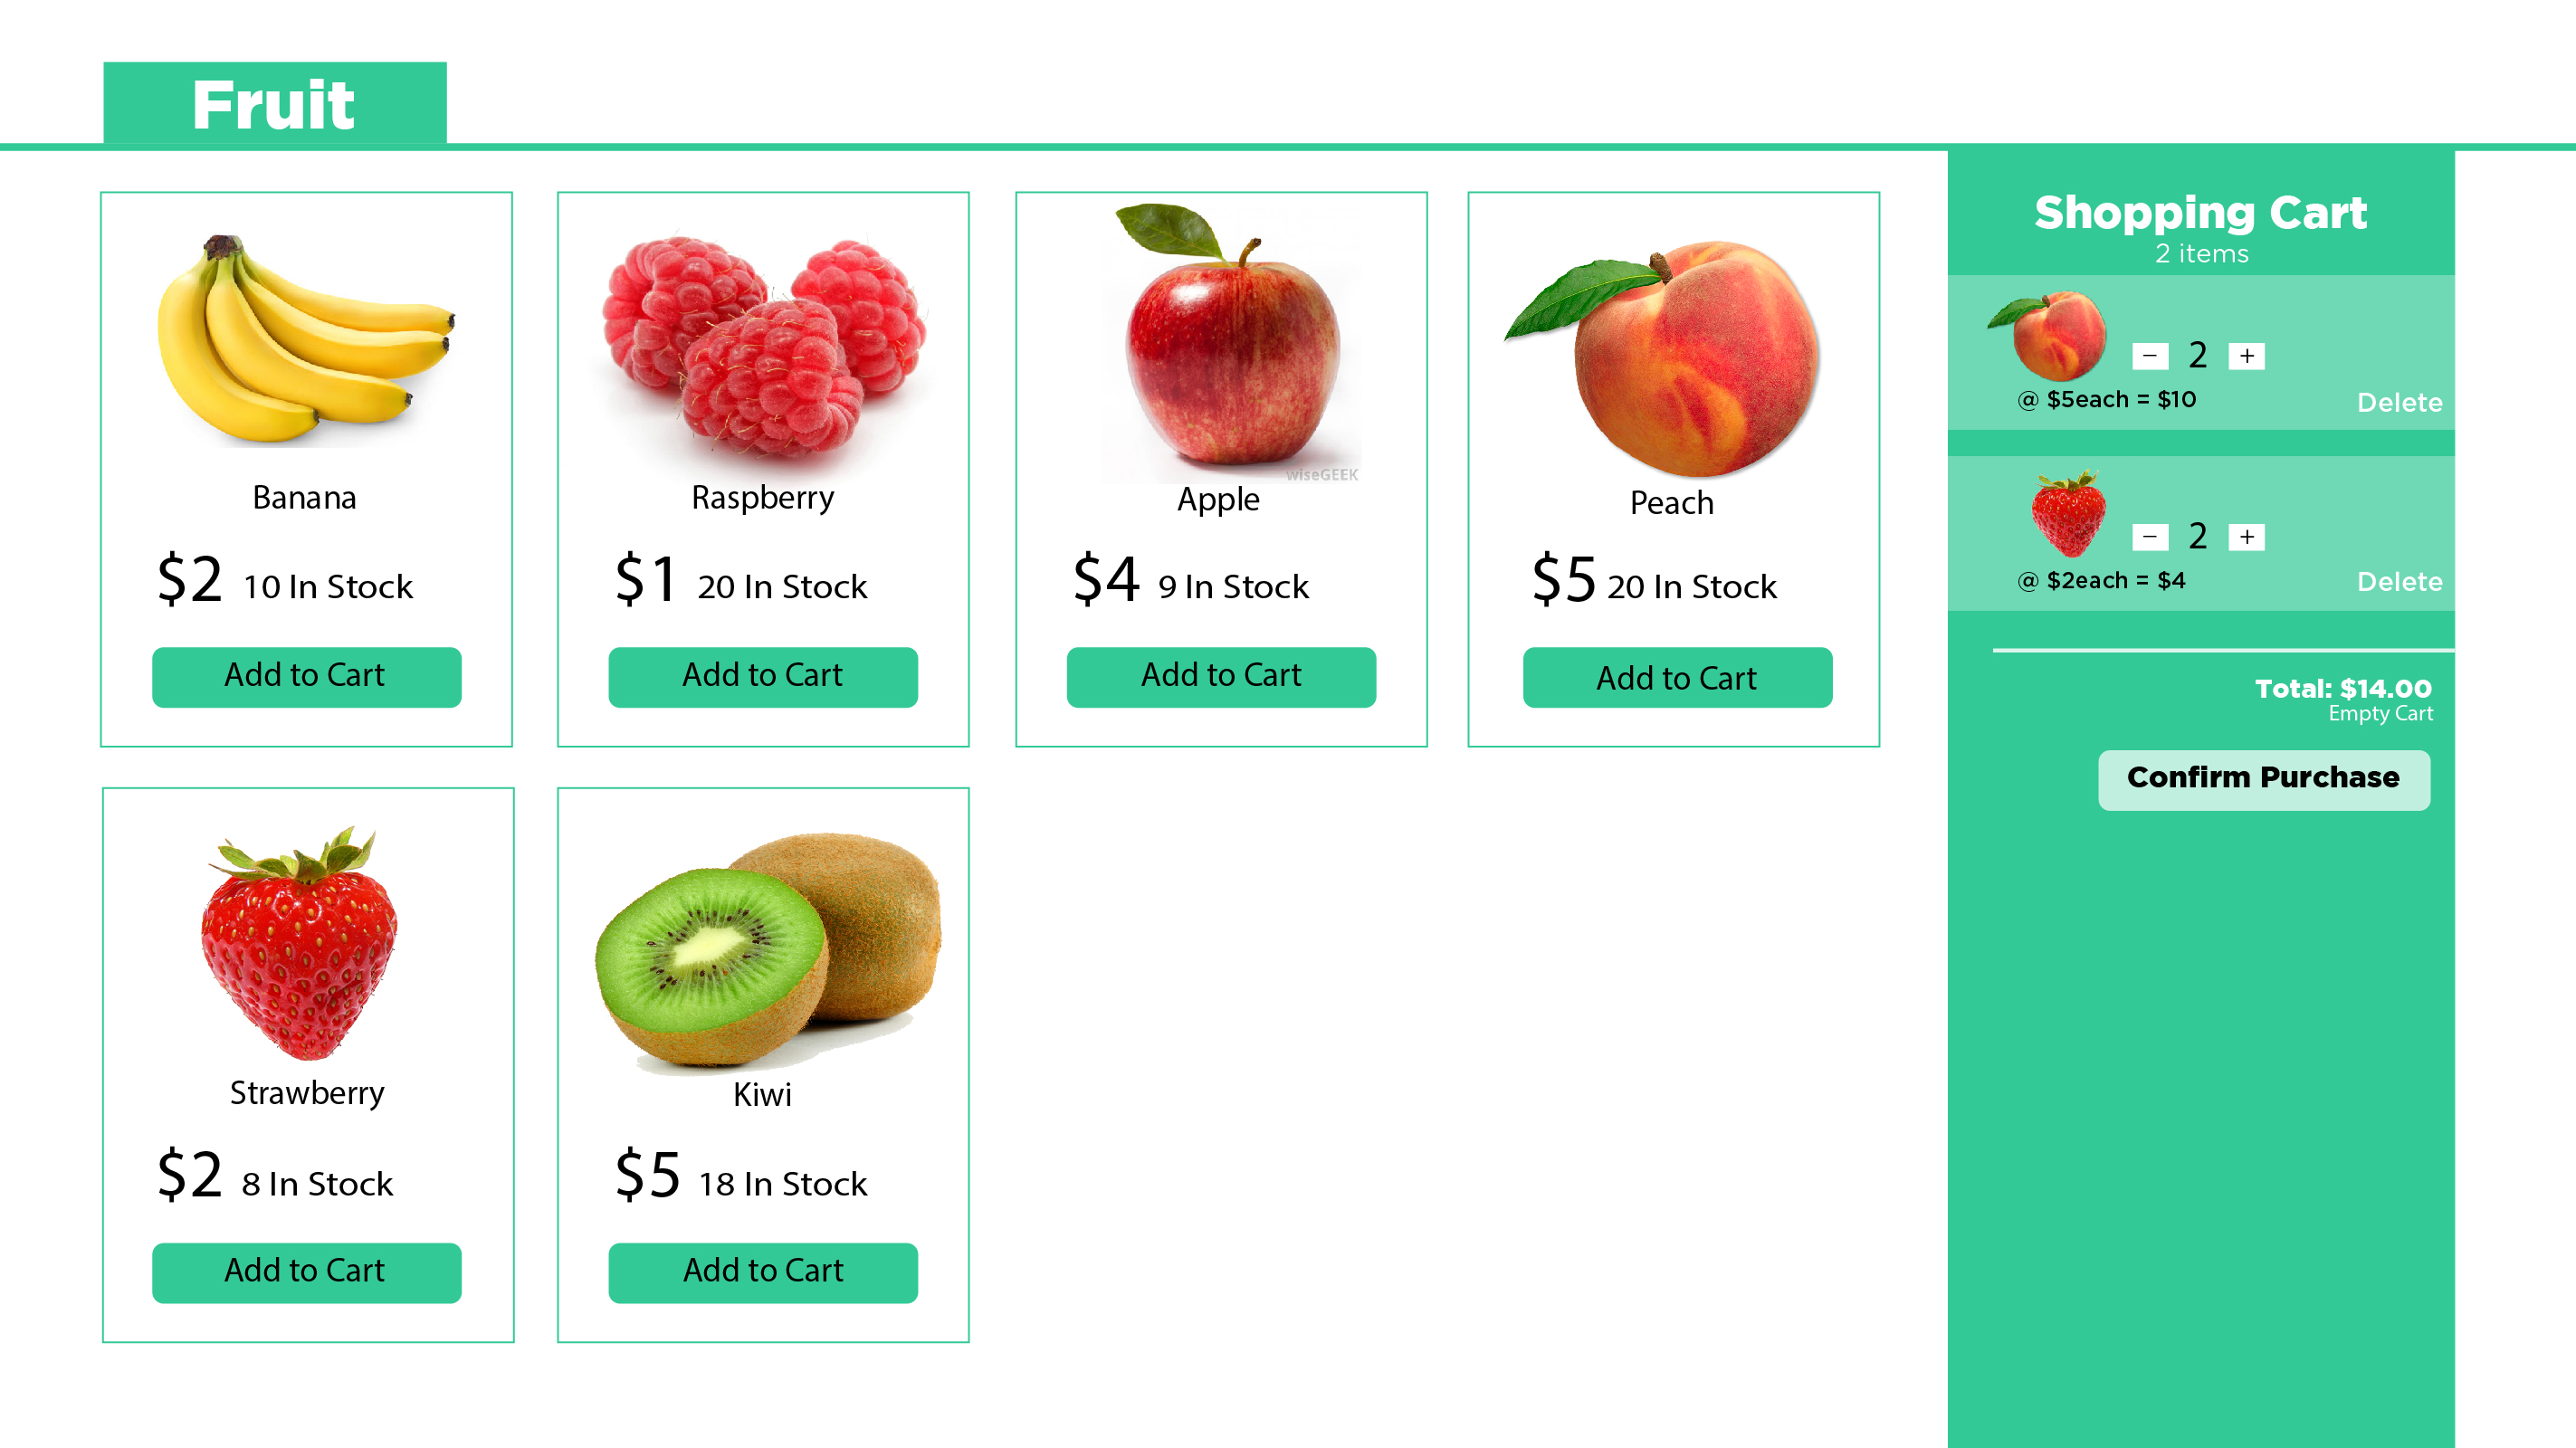 Fruit
Banana
$2 10 In Stock
Add to Cart
Raspberry
$1 20 In Stock
Add to Cart
wiseGEEK
Apple
$4 9 In Stock
Add to Cart
Peach
$5 20 In Stock
Add to Cart
Strawberry
$2 8 In Stock
Add to Cart
Kiwi
$5 18 In Stock
Add to Cart
Shopping Cart
2 items
− 2 +
@ $5each = $10
Delete
− 2 +
@ $2each = $4
Delete
Total: $14.00
Empty Cart
Confirm Purchase